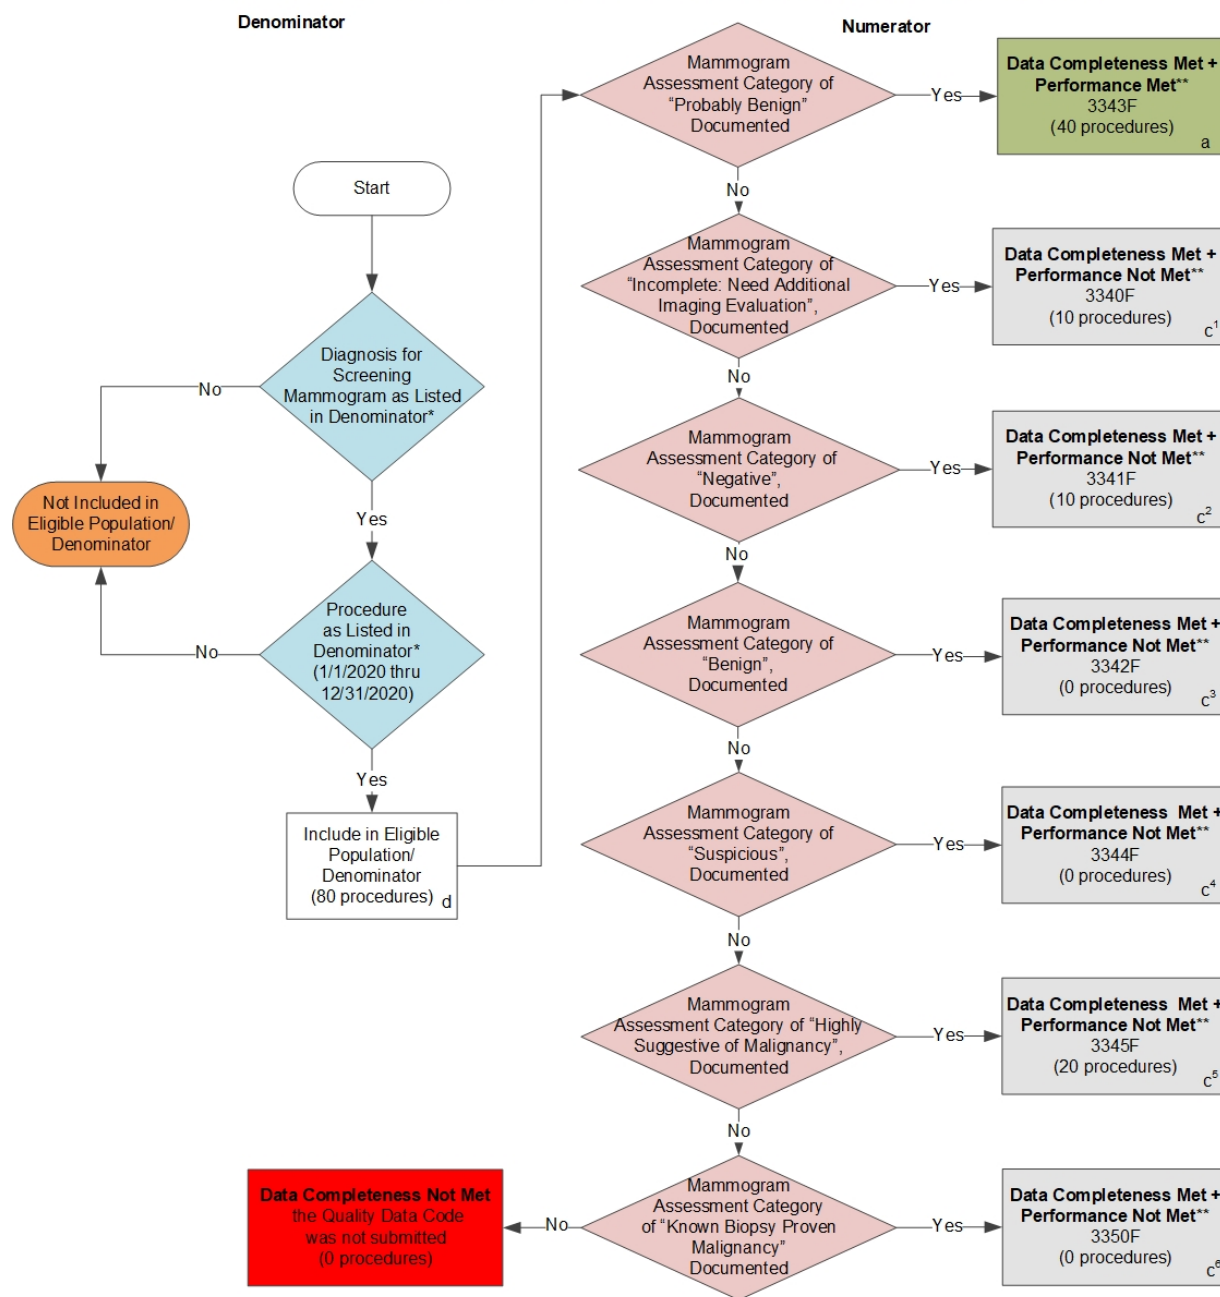 Denominator
Numerator
Start
Diagnosis for
Screening
Mammogram as Listed
in Denominator*
No
Yes
Not Included in
Eligible Population/
Denominator
Procedure
as Listed in
Denominator*
(1/1/2020 thru
12/31/2020)
No
Yes
Include in Eligible
Population/
Denominator
(80 procedures)
d
Mammogram
Assessment Category of
“Probably Benign”
Documented
Yes
Data Completeness Met +
Performance Met**
3343F
(40 procedures)
a
No
Mammogram
Assessment Category of
“Incomplete: Need Additional
Imaging Evaluation”,
Documented
Yes
Data Completeness Met +
Performance Not Met**
3340F
(10 procedures)
c1
No
Mammogram
Assessment Category of
“Negative”,
Documented
Yes
Data Completeness Met +
Performance Not Met**
3341F
(10 procedures)
c2
No
Mammogram
Assessment Category of
“Benign”,
Documented
Yes
Data Completeness Met +
Performance Not Met**
3342F
(0 procedures)
c3
No
Mammogram
Assessment Category of
“Suspicious”,
Documented
Yes
Data Completeness Met +
Performance Not Met**
3344F
(0 procedures)
c4
No
Mammogram
Assessment Category of “Highly
Suggestive of Malignancy”,
Documented
Yes
Data Completeness Met +
Performance Not Met**
3345F
(20 procedures)
c5
No
Mammogram
Assessment Category
of “Known Biopsy Proven
Malignancy”
Documented
Yes
Data Completeness Met +
Performance Not Met**
3350F
(0 procedures)
c6
No
Data Completeness Not Met
the Quality Data Code
was not submitted
(0 procedures)